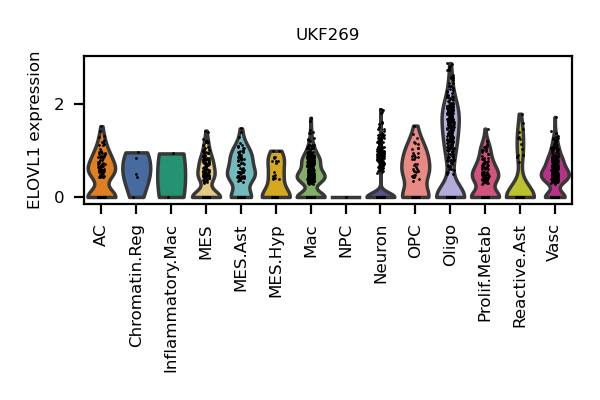 UKF269
ELOVL1 expression
2
0
AC
Chromatin.Reg
Inflammatory.Mac
MES
MES.Ast
MES.Hyp
Mac
NPC
Neuron
OPC
Oligo
Prolif.Metab
Reactive.Ast
Vasc